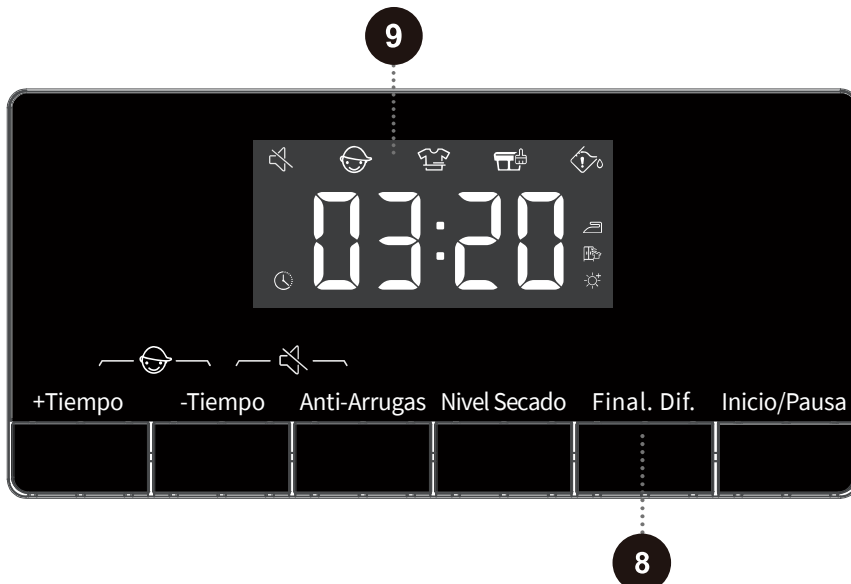 9
03:20
+Tiempo -Tiempo Anti-Arrugas Nivel Secado Final. Dif. Inicio/Pausa
8